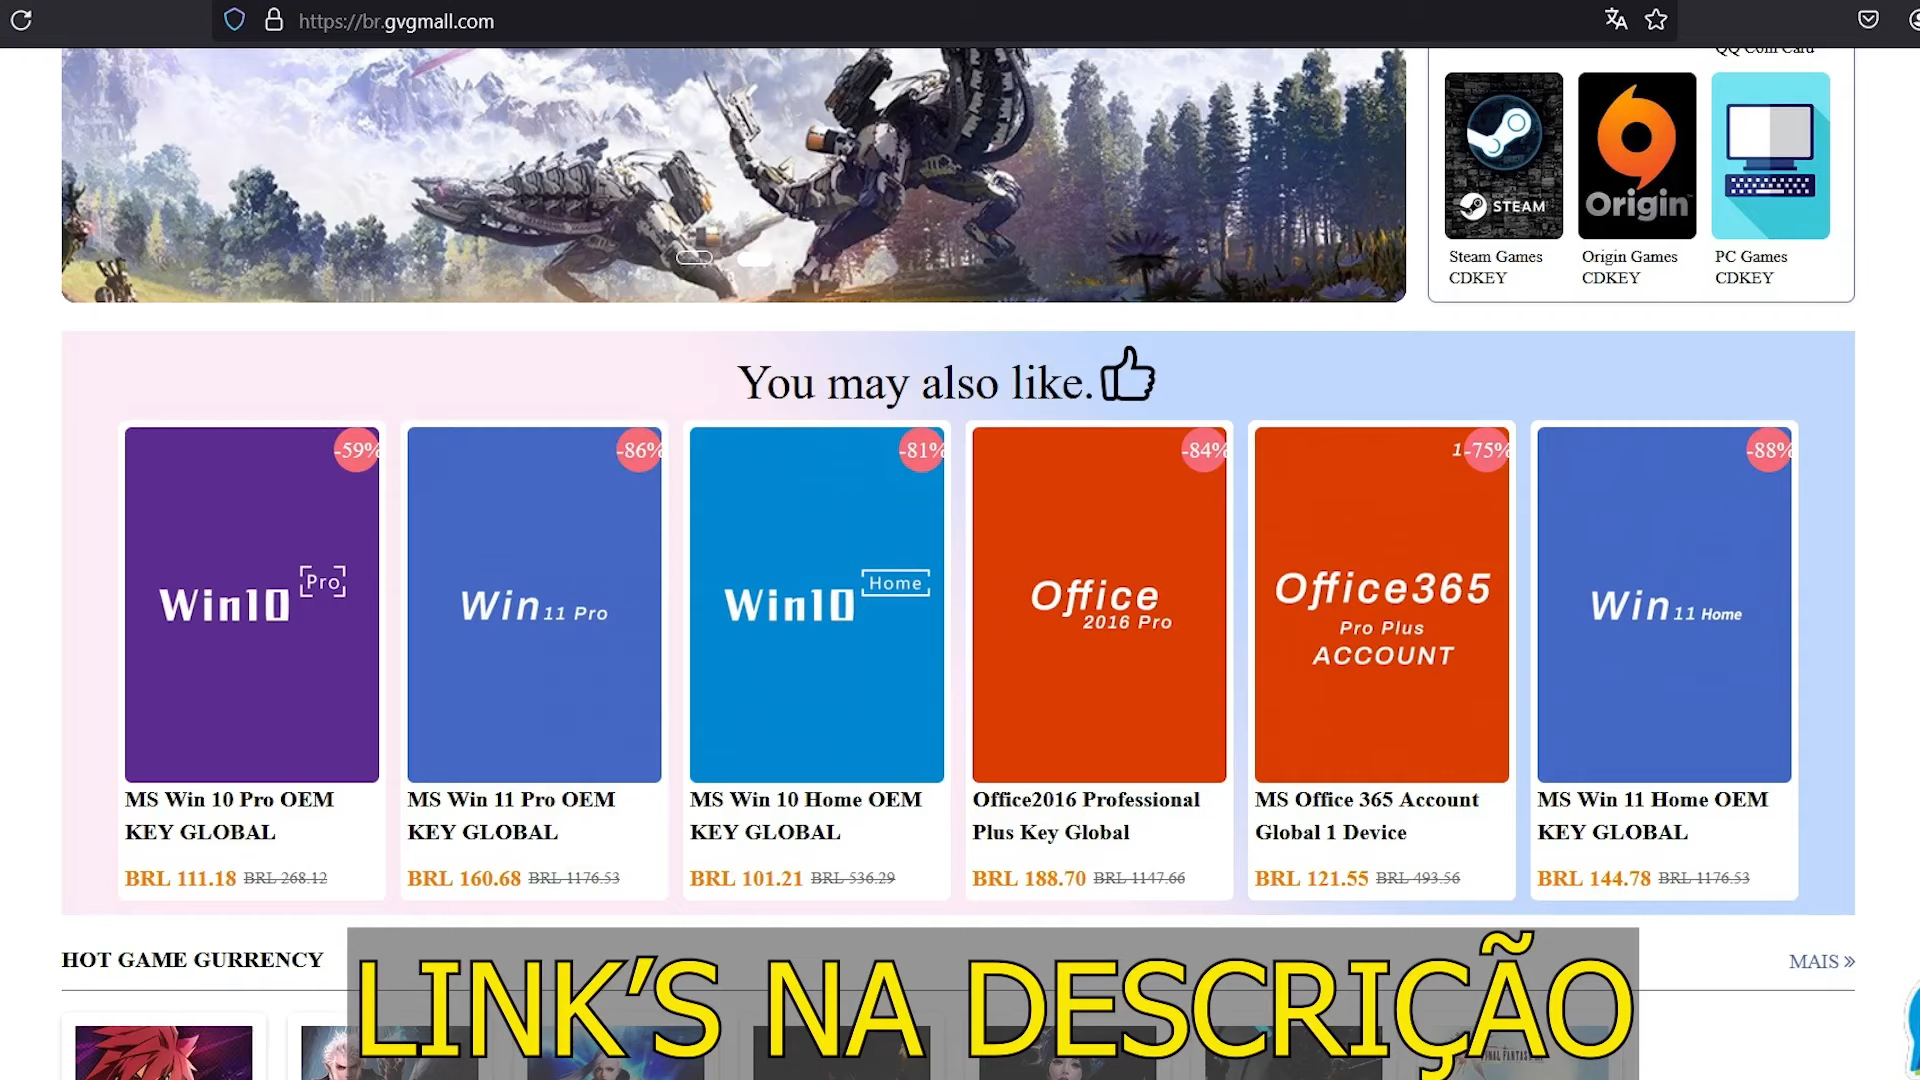 https://br.gvgmall.com
QQ Coin Card
STEAM
Origin
Steam Games
CDKEY
Origin Games
CDKEY
PC Games
CDKEY
You may also like.
-59%
-86%
-81%
-84%
1-75%
-88%
Win10 Pro
Win 11 Pro
Win10 Home
Office
2016 Pro
Office365
Pro Plus
ACCOUNT
Win 11 Home
MS Win 10 Pro OEM
KEY GLOBAL
BRL 111.18 BRL 268.12
MS Win 11 Pro OEM
KEY GLOBAL
BRL 160.68 BRL 1176.53
MS Win 10 Home OEM
KEY GLOBAL
BRL 101.21 BRL 536.29
Office2016 Professional
Plus Key Global
BRL 188.70 BRL 1147.66
MS Office 365 Account
Global 1 Device
BRL 121.55 BRL 493.56
MS Win 11 Home OEM
KEY GLOBAL
BRL 144.78 BRL 1176.53
HOT GAME GURRENCY
MAIS »
LINK'S NA DESCRIÇÃO
FINAL FANTASY